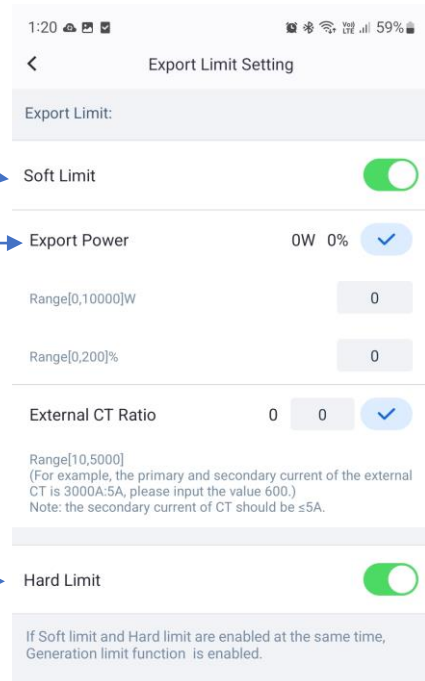 1:20 59%
Export Limit Setting
Export Limit:
Soft Limit
Export Power 0W 0%
Range[0,10000]W 0
Range[0,200]% 0
External CT Ratio 0 0
Range[10,5000]
(For example, the primary and secondary current of the external
CT is 3000A:5A, please input the value 600.)
Note: the secondary current of CT should be ≤5A.
Hard Limit
If Soft limit and Hard limit are enabled at the same time,
Generation limit function is enabled.